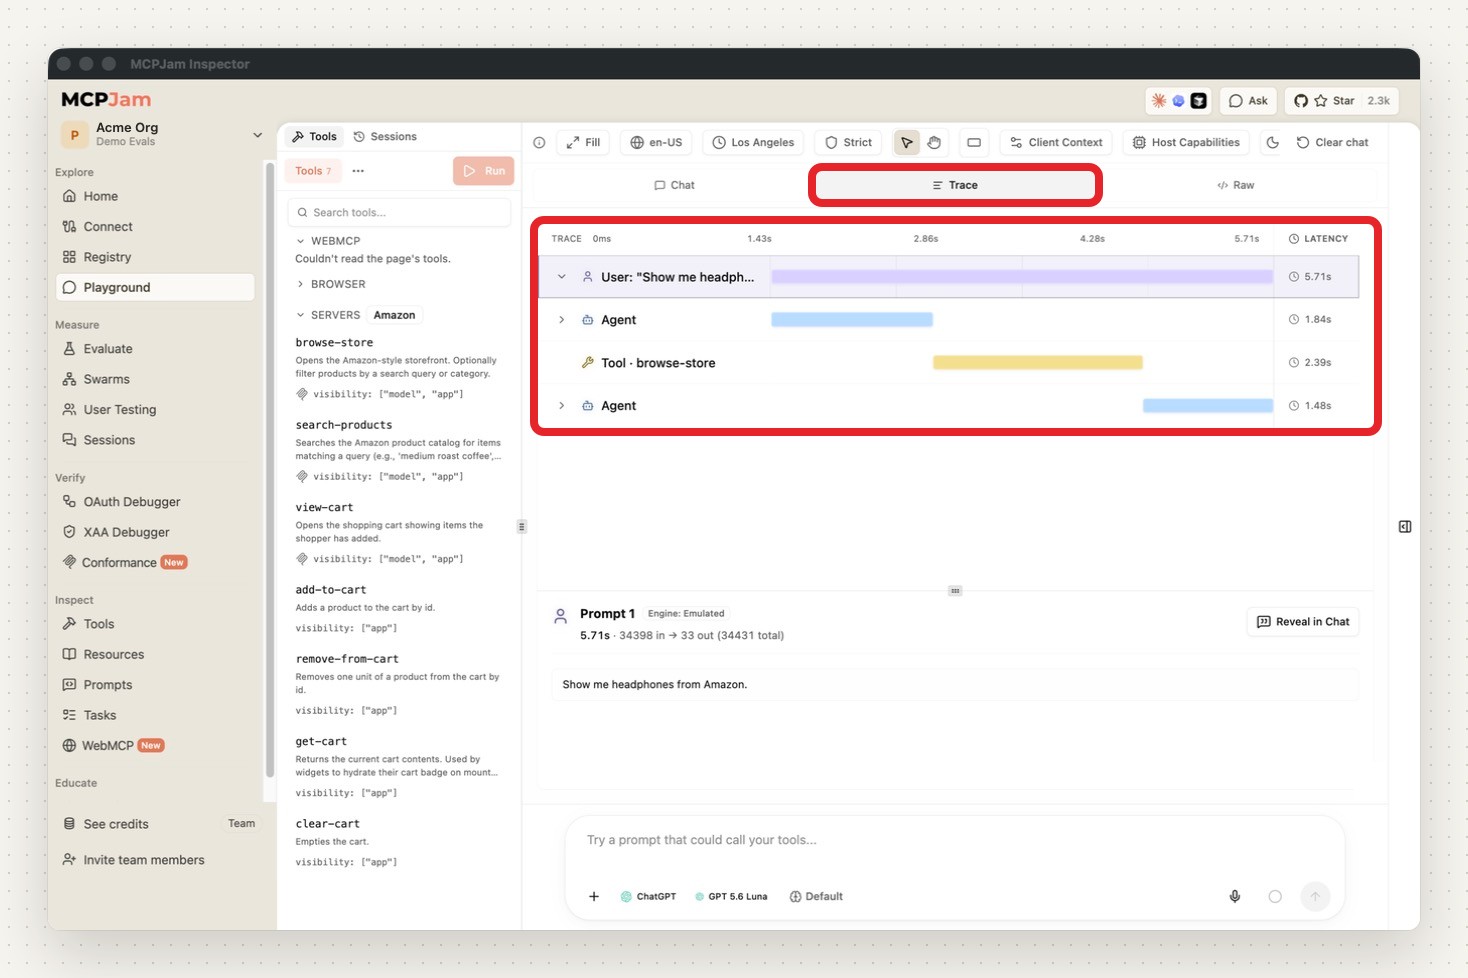 MCPJam Inspector
MCPJam
Ask
Star 2.3k
P
Acme Org
Demo Evals
Explore
Home
Connect
Registry
Playground
Measure
Evaluate
Swarms
User Testing
Sessions
Verify
OAuth Debugger
XAA Debugger
Conformance New
Inspect
Tools
Resources
Prompts
Tasks
WebMCP New
Educate
See credits Team
Invite team members
Tools Sessions
Tools 7
Run
Search tools...
WEBMCP
Couldn't read the page's tools.
BROWSER
SERVERS Amazon
browse-store
Opens the Amazon-style storefront. Optionally
filter products by a search query or category.
visibility: ["model", "app"]
search-products
Searches the Amazon product catalog for items
matching a query (e.g., 'medium roast coffee',...
visibility: ["model", "app"]
view-cart
Opens the shopping cart showing items the
shopper has added.
visibility: ["model", "app"]
add-to-cart
Adds a product to the cart by id.
visibility: ["app"]
remove-from-cart
Removes one unit of a product from the cart by
id.
visibility: ["app"]
get-cart
Returns the current cart contents. Used by
widgets to hydrate their cart badge on mount...
visibility: ["app"]
clear-cart
Empties the cart.
visibility: ["app"]
Fill en-US Los Angeles Strict Client Context Host Capabilities Clear chat
Chat Trace Raw
TRACE 0ms 1.43s 2.86s 4.28s 5.71s LATENCY
User: "Show me headph... 5.71s
Agent 1.84s
Tool · browse-store 2.39s
Agent 1.48s
Prompt 1 Engine: Emulated
5.71s · 34398 in → 33 out (34431 total)
Reveal in Chat
Show me headphones from Amazon.
Try a prompt that could call your tools...
ChatGPT GPT 5.6 Luna Default